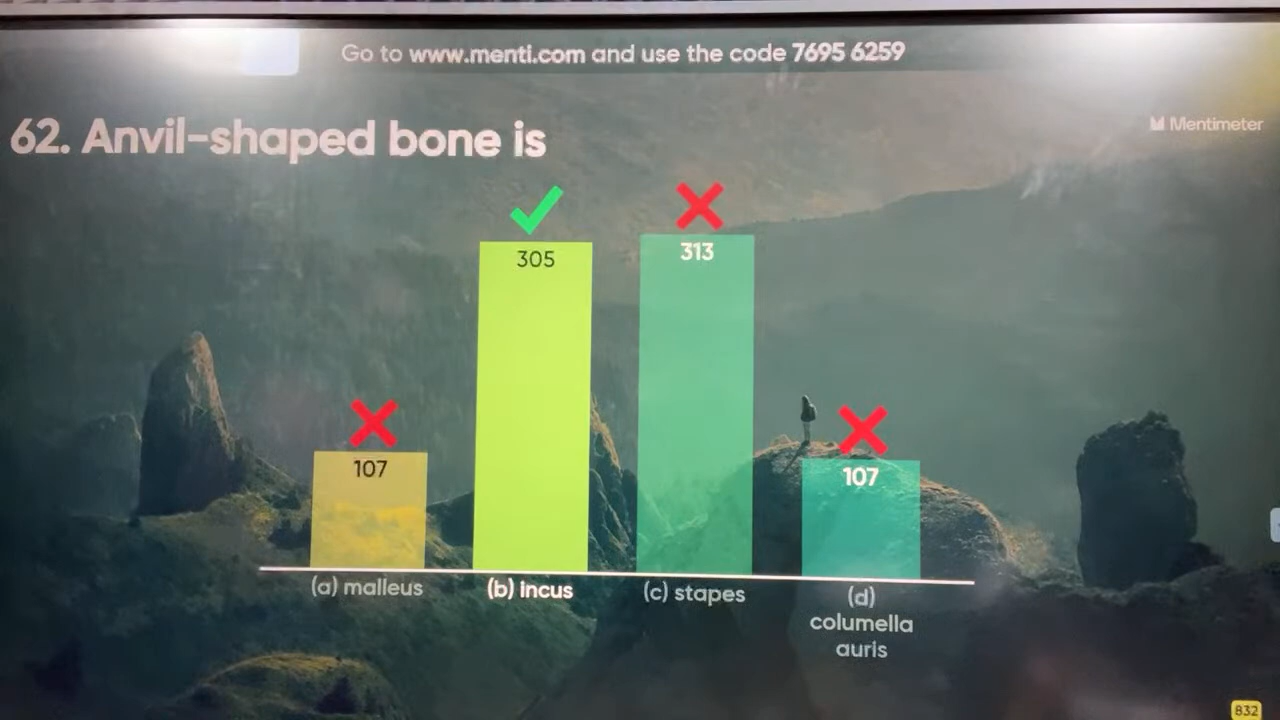 Go to www.menti.com and use the code 7695 6259
62. Anvil-shaped bone is
Mentimeter
305
313
107
107
(a) malleus
(b) incus
(c) stapes
(d)
columella
auris
832